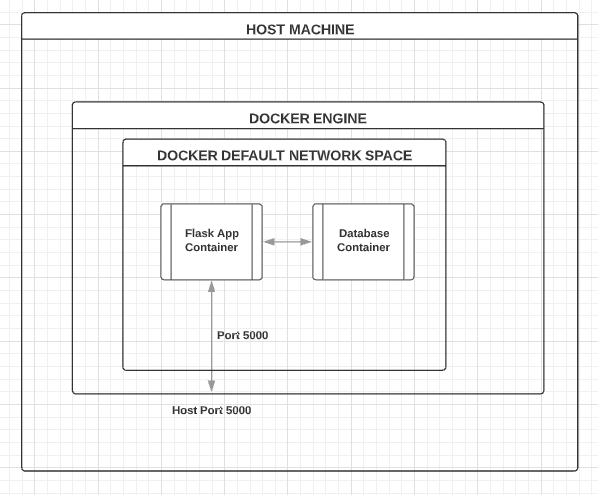 HOST MACHINE
DOCKER ENGINE
DOCKER DEFAULT NETWORK SPACE
Flask App
Container
Database
Container
Port 5000
Host Port 5000